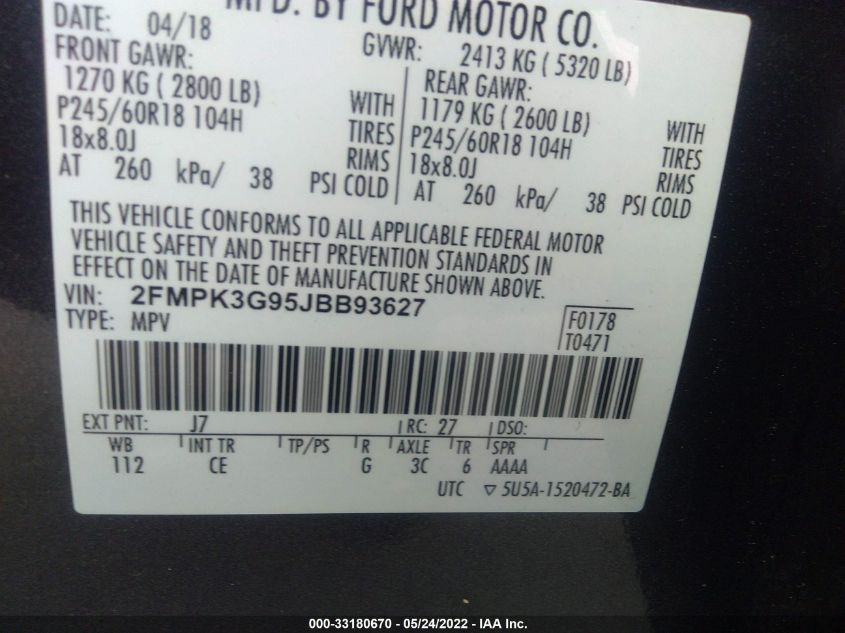 MFD. BY FORD MOTOR CO.
DATE: 04/18 GVWR: 2413 KG ( 5320 LB)
FRONT GAWR: REAR GAWR:
1270 KG ( 2800 LB) WITH 1179 KG ( 2600 LB) WITH
P245/60R18 104H TIRES P245/60R18 104H TIRES
18x8.0J RIMS 18x8.0J RIMS
AT 260 kPa/ 38 PSI COLD AT 260 kPa/ 38 PSI COLD
THIS VEHICLE CONFORMS TO ALL APPLICABLE FEDERAL MOTOR
VEHICLE SAFETY AND THEFT PREVENTION STANDARDS IN
EFFECT ON THE DATE OF MANUFACTURE SHOWN ABOVE.
VIN: 2FMPK3G95JBB93627 F0178
TYPE: MPV T0471
EXT PNT: J7 RC: 27 DSO:
WB INT TR TP/PS R AXLE TR SPR
112 CE G 3C 6 AAAA
UTC ▽ 5U5A-1520472-BA
000-33180670 - 05/24/2022 - IAA Inc.